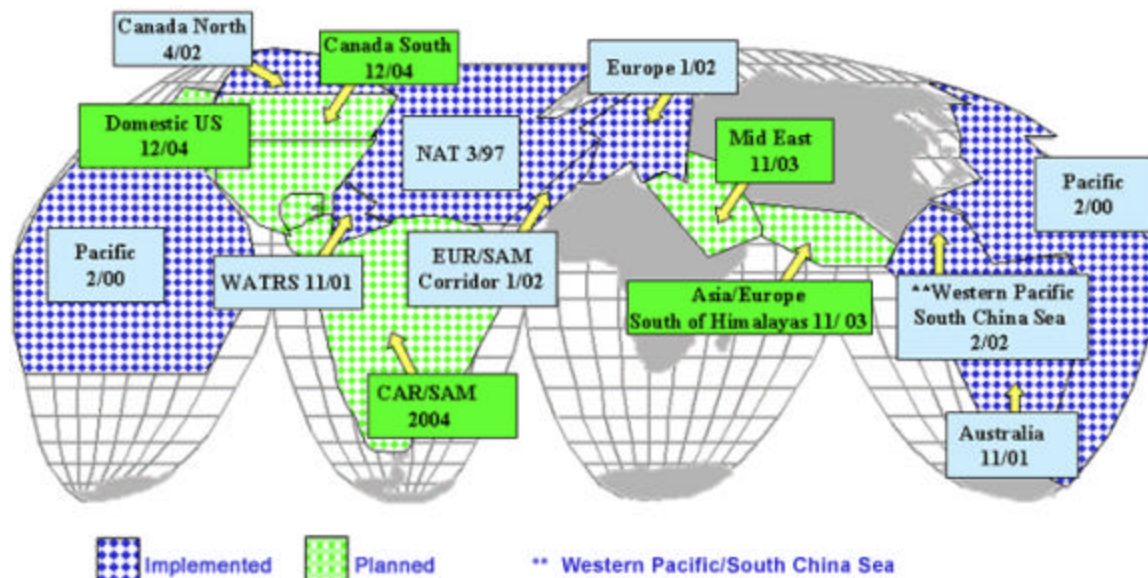 Canada North
4/02
Canada South
12/04
Europe 1/02
Domestic US
12/04
NAT 3/97
Mid East
11/03
Pacific
2/00
Pacific
2/00
WATRS 11/01
EUR/SAM
Corridor 1/02
Asia/Europe
South of Himalayas 11/ 03
**Western Pacific
South China Sea
2/02
CAR/SAM
2004
Australia
11/01
Implemented
Planned
** Western Pacific/South China Sea